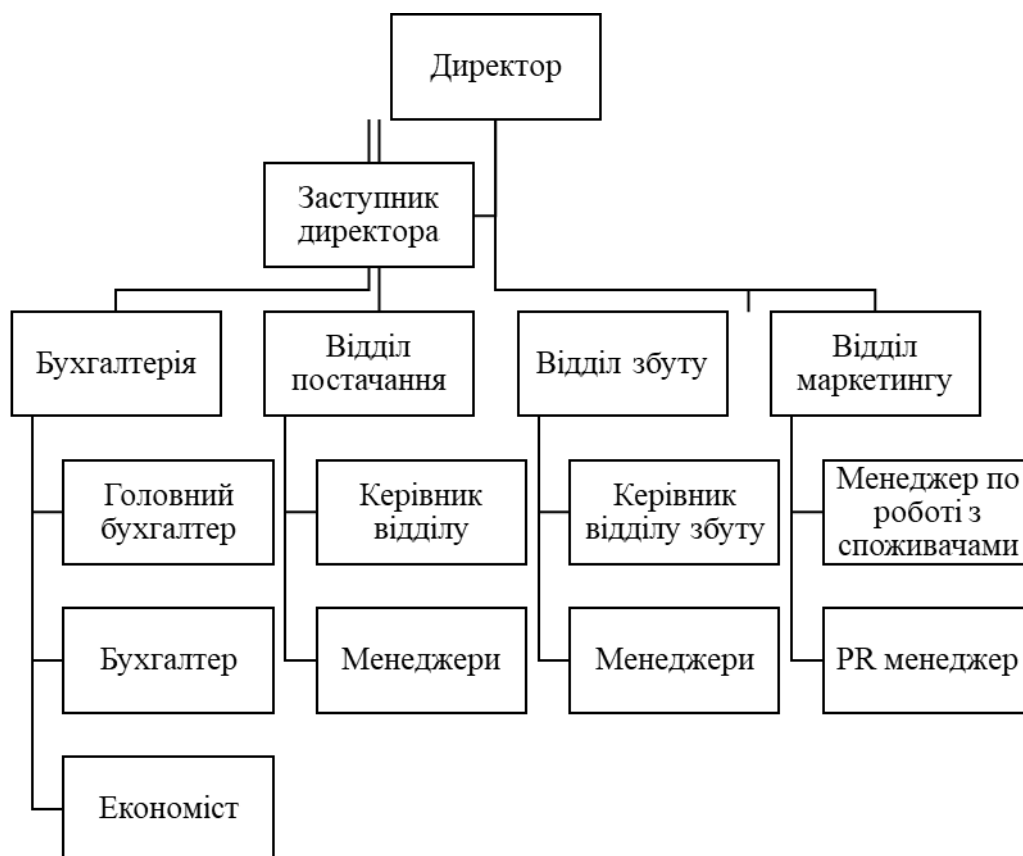 Директор
Заступник
директора
Бухгалтерія
Відділ
постачання
Відділ збуту
Відділ
маркетингу
Головний
бухгалтер
Керівник
відділу
Керівник
відділу збуту
Менеджер по
роботі з
споживачами
Бухгалтер
Менеджери
Менеджери
PR менеджер
Економіст